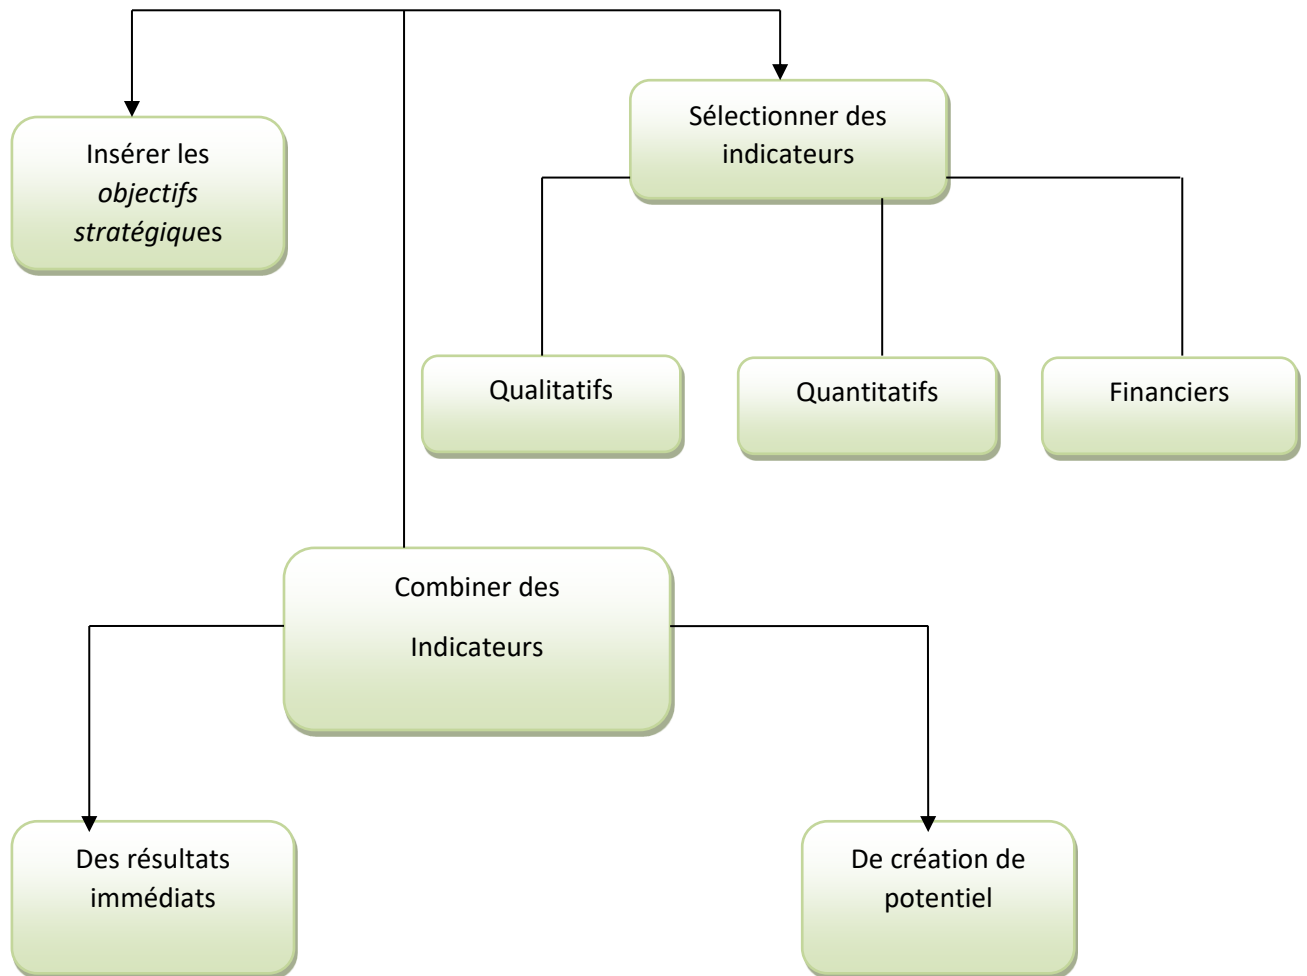 Insérer les
objectifs
stratégiques
Sélectionner des
indicateurs
Qualitatifs
Quantitatifs
Financiers
Combiner des
Indicateurs
Des résultats
immédiats
De création de
potentiel